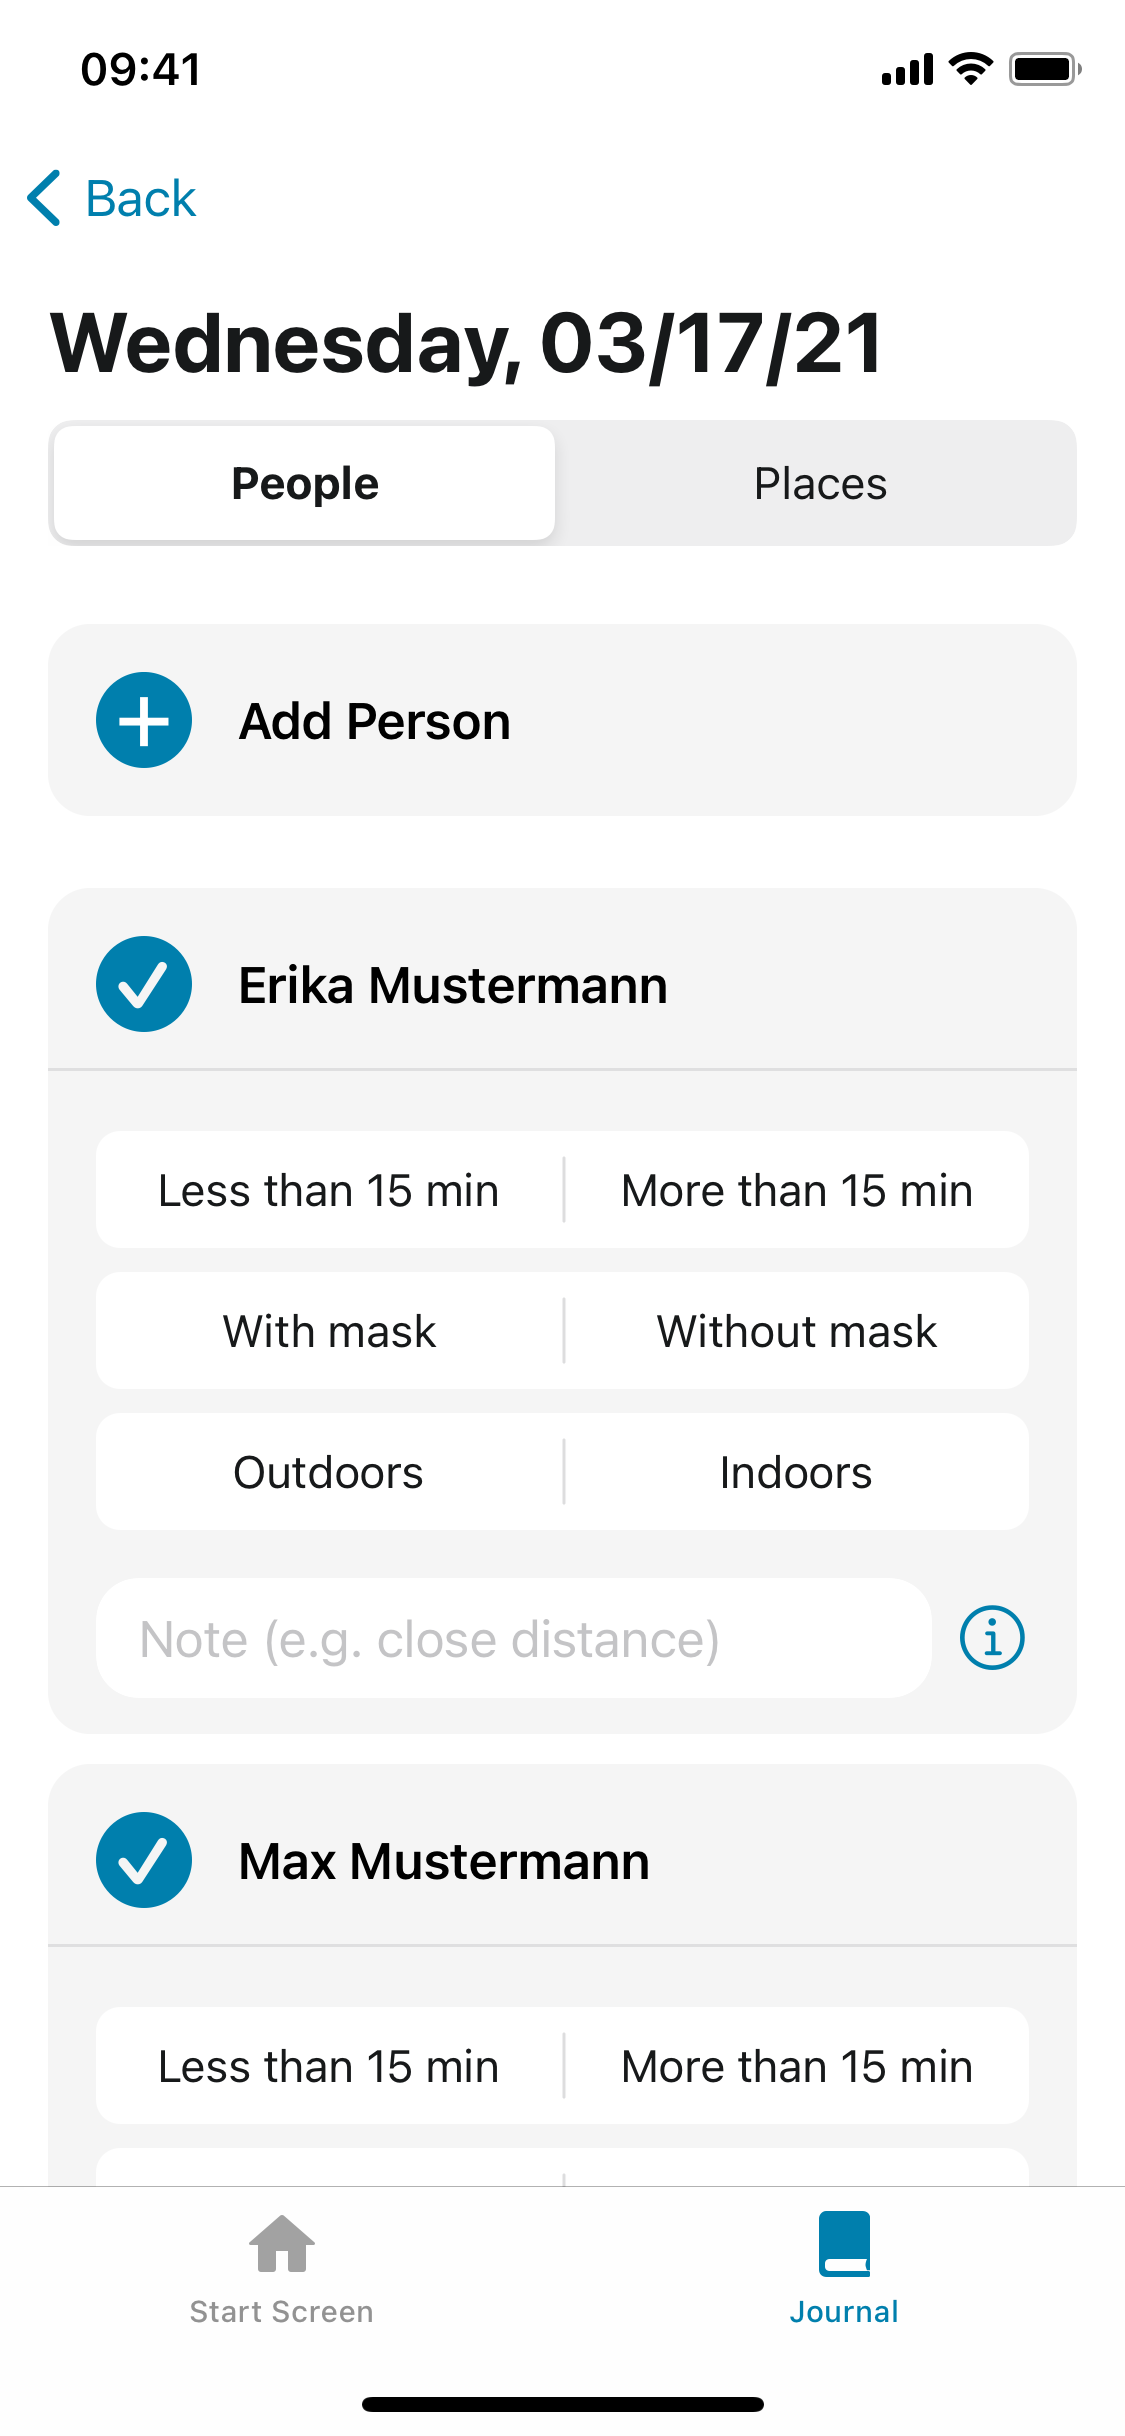 09:41
Back
Wednesday, 03/17/21
People
Places
Add Person
Erika Mustermann
Less than 15 min
More than 15 min
With mask
Without mask
Outdoors
Indoors
Note (e.g. close distance)
Max Mustermann
Less than 15 min
More than 15 min
Start Screen
Journal